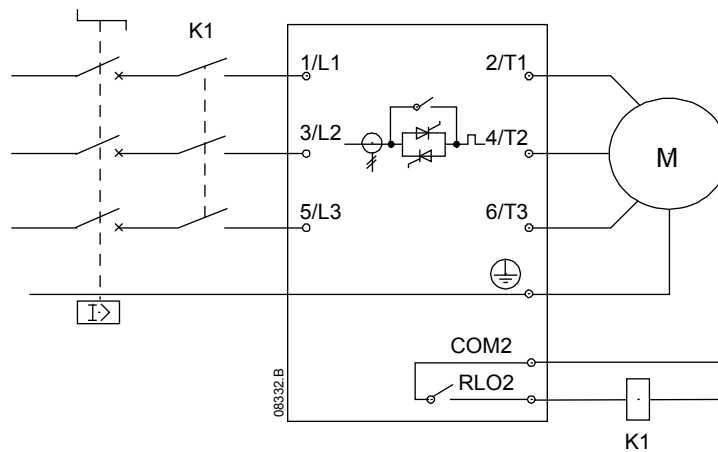 K1
1/L1
2/T1
3/L2
4/T2
M
5/L3
6/T3
I>
COM2
RLO2
08332.B
K1